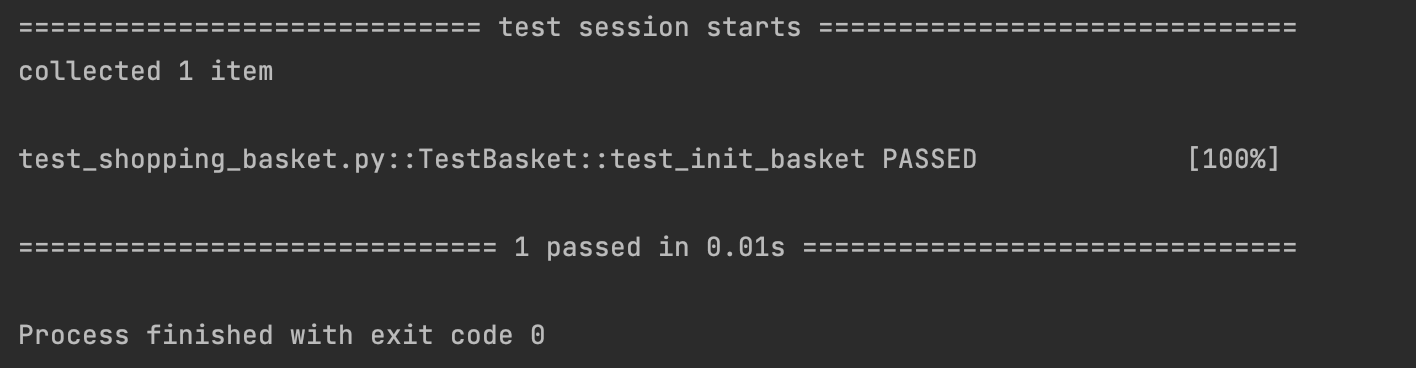 ============================= test session starts ==============================
collected 1 item
test_shopping_basket.py::TestBasket::test_init_basket PASSED [100%]
============================== 1 passed in 0.01s ===============================
Process finished with exit code 0